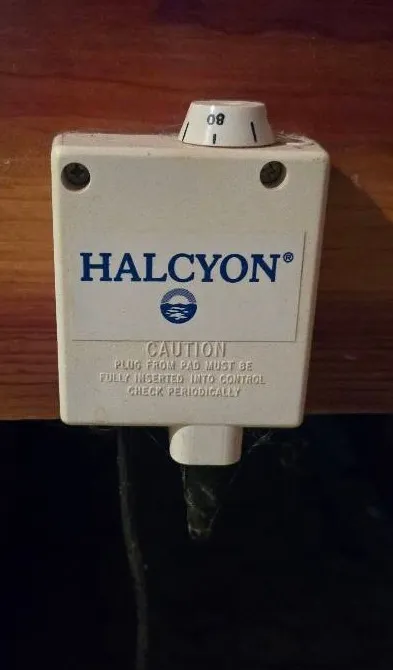 80
HALCYON®
CAUTION
PLUG FROM PAD MUST BE
FULLY INSERTED INTO CONTROL
CHECK PERIODICALLY